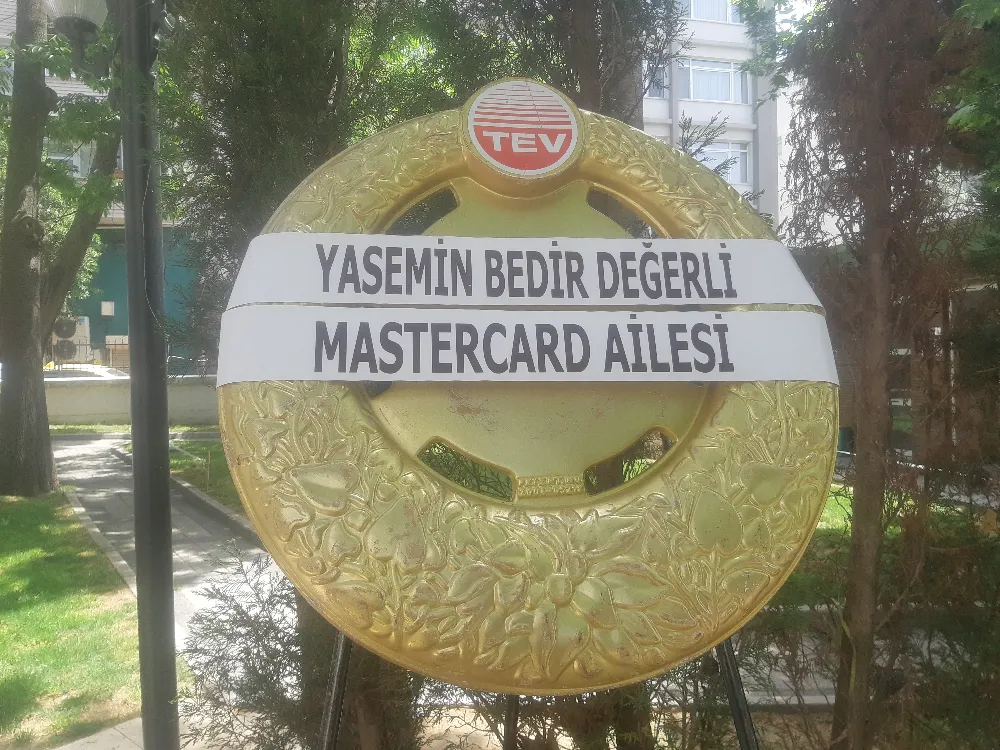 TEV
YASEMİN BEDİR DEĞERLİ
MASTERCARD AİLESİ